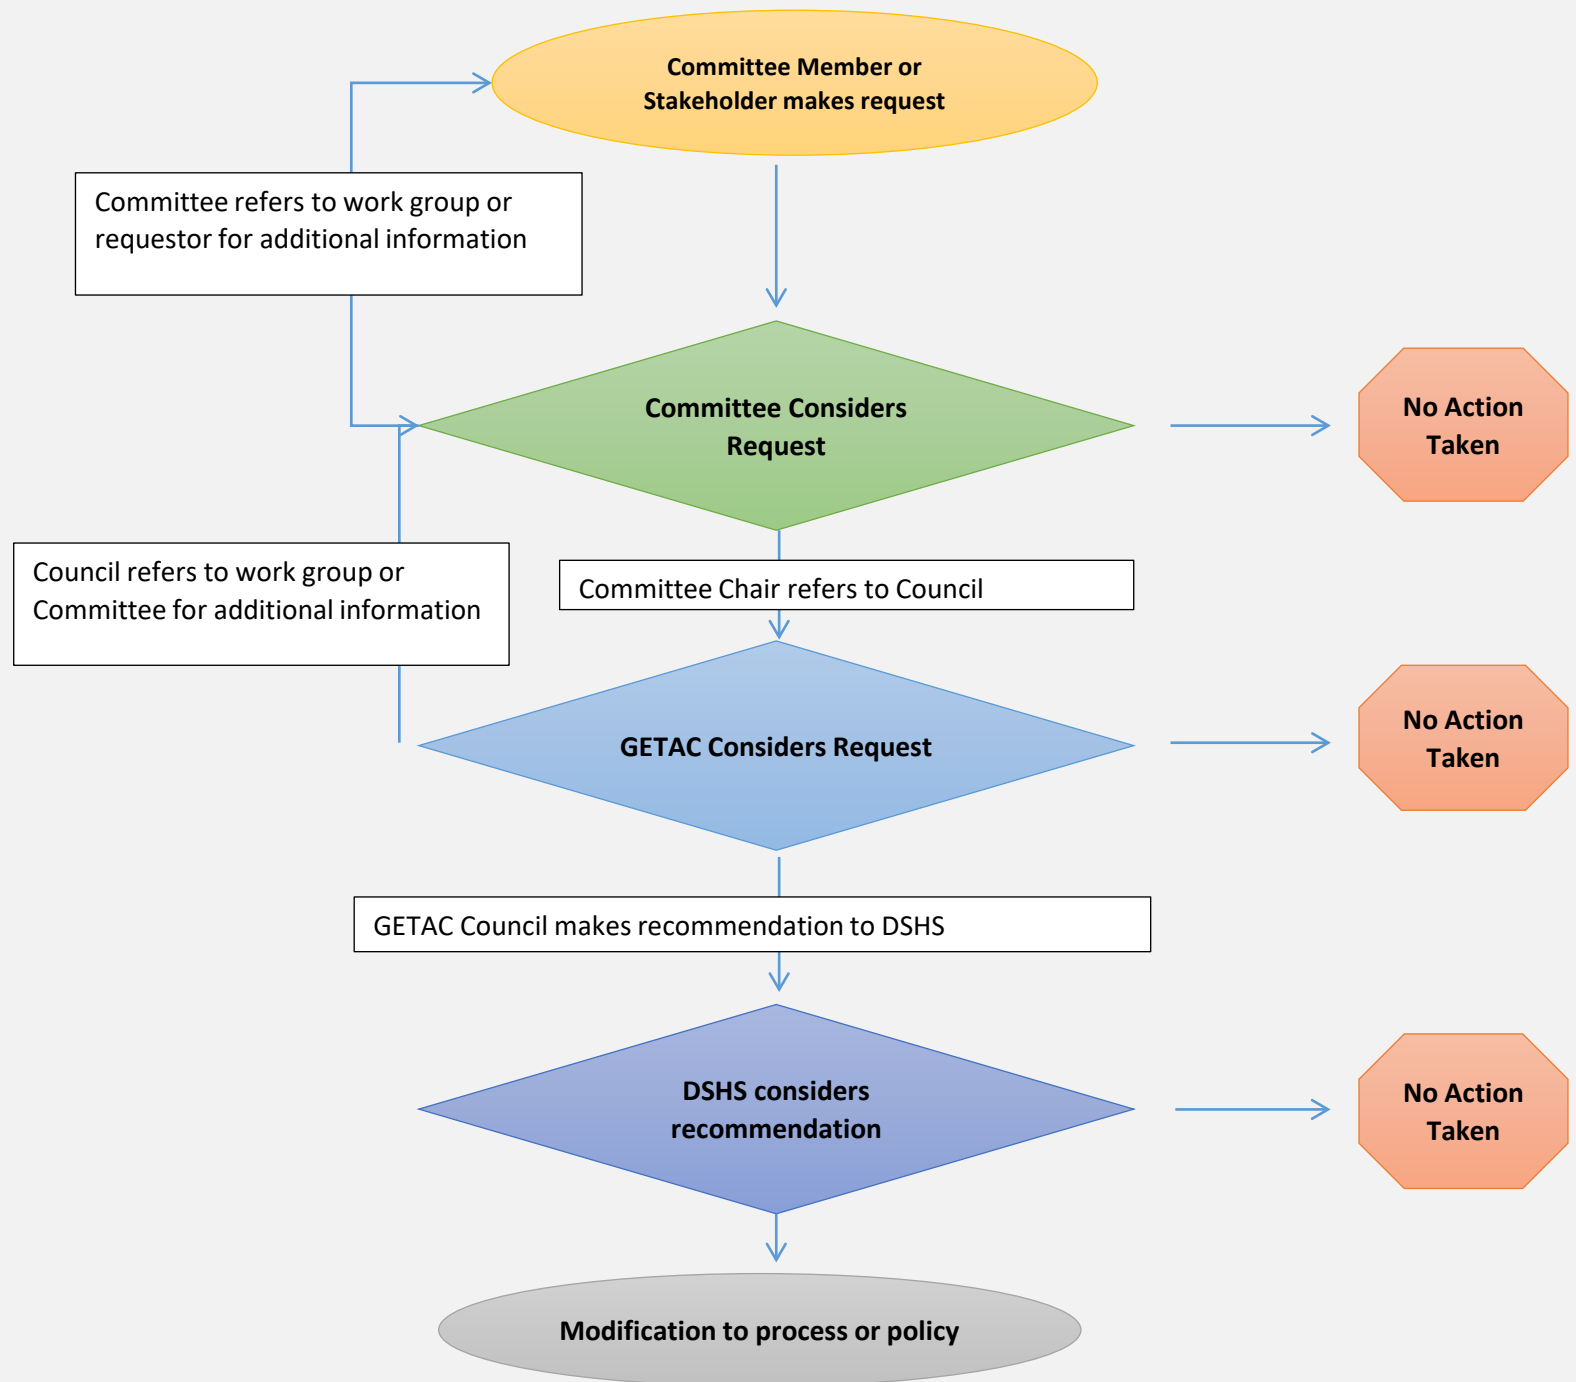 Committee Member or
Stakeholder makes request
Committee refers to work group or
requestor for additional information
Committee Considers
Request
No Action
Taken
Council refers to work group or
Committee for additional information
Committee Chair refers to Council
GETAC Considers Request
No Action
Taken
GETAC Council makes recommendation to DSHS
DSHS considers
recommendation
No Action
Taken
Modification to process or policy